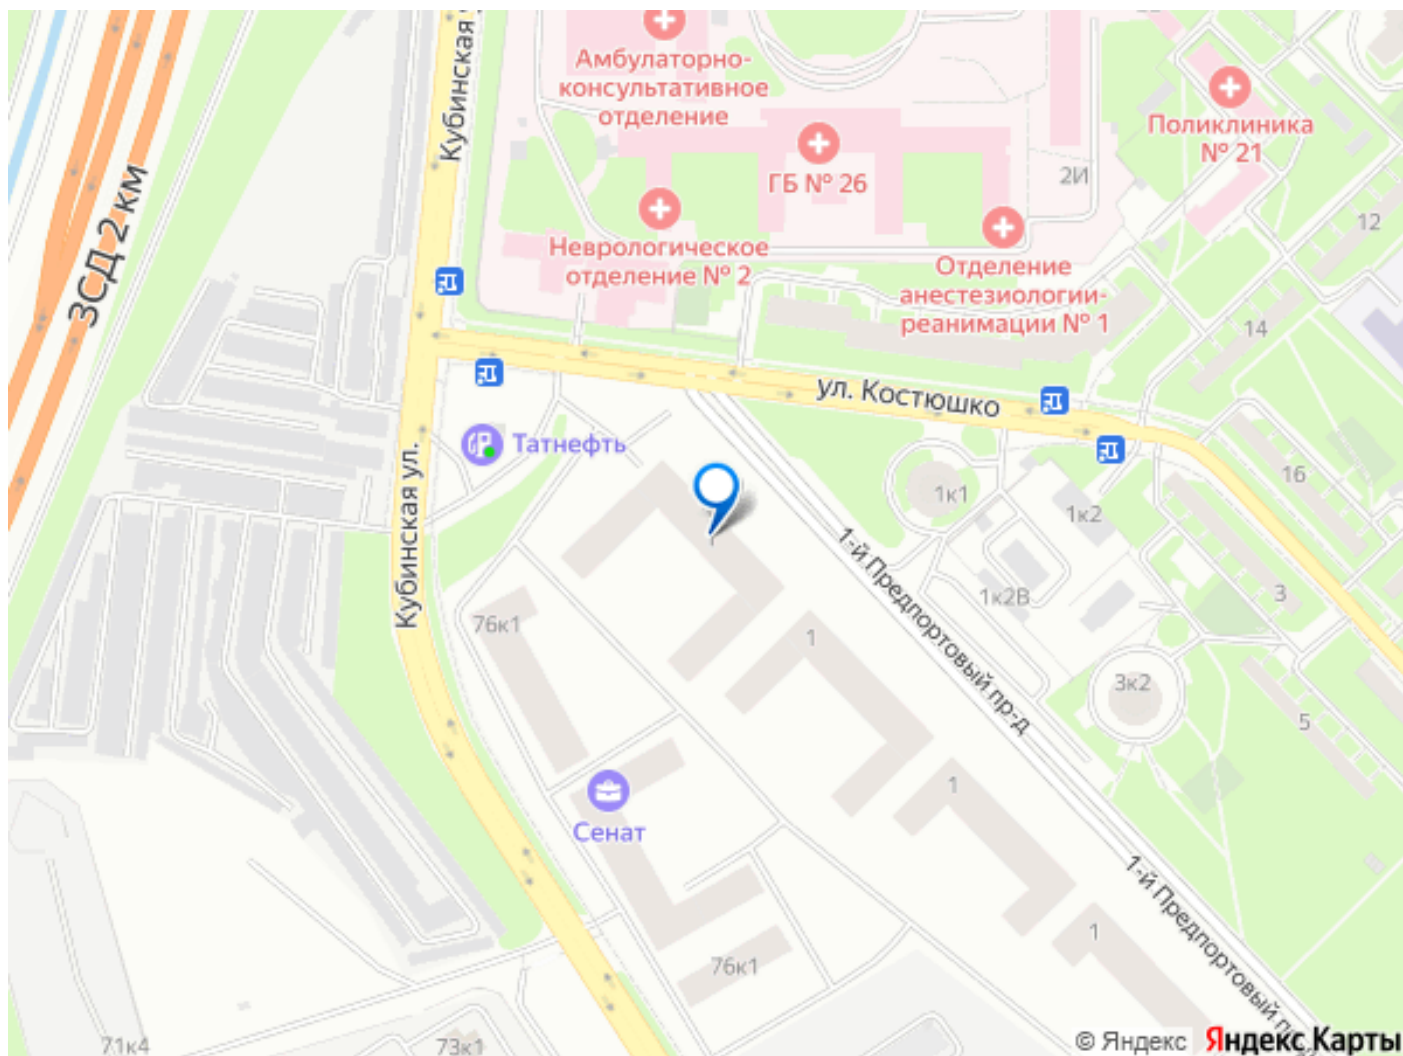 Кубинская
Амбулаторно-
консультативное
отделение
ГБ № 26
Поликлиника
№ 21
2И
12
ЗСД 2 км
Неврологическое
отделение № 2
Отделение
анестезиологии-
реанимации № 1
14
ул. Костюшко
Татнефть
Кубинская ул.
1к1
1к2
16
1
1-й Предпортовый пр-д
1к2В
3
76к1
1
3к2
5
1
Сенат
1-й Предпортовый
1
76к1
71к4
73к1
© Яндекс
Яндекс Карты